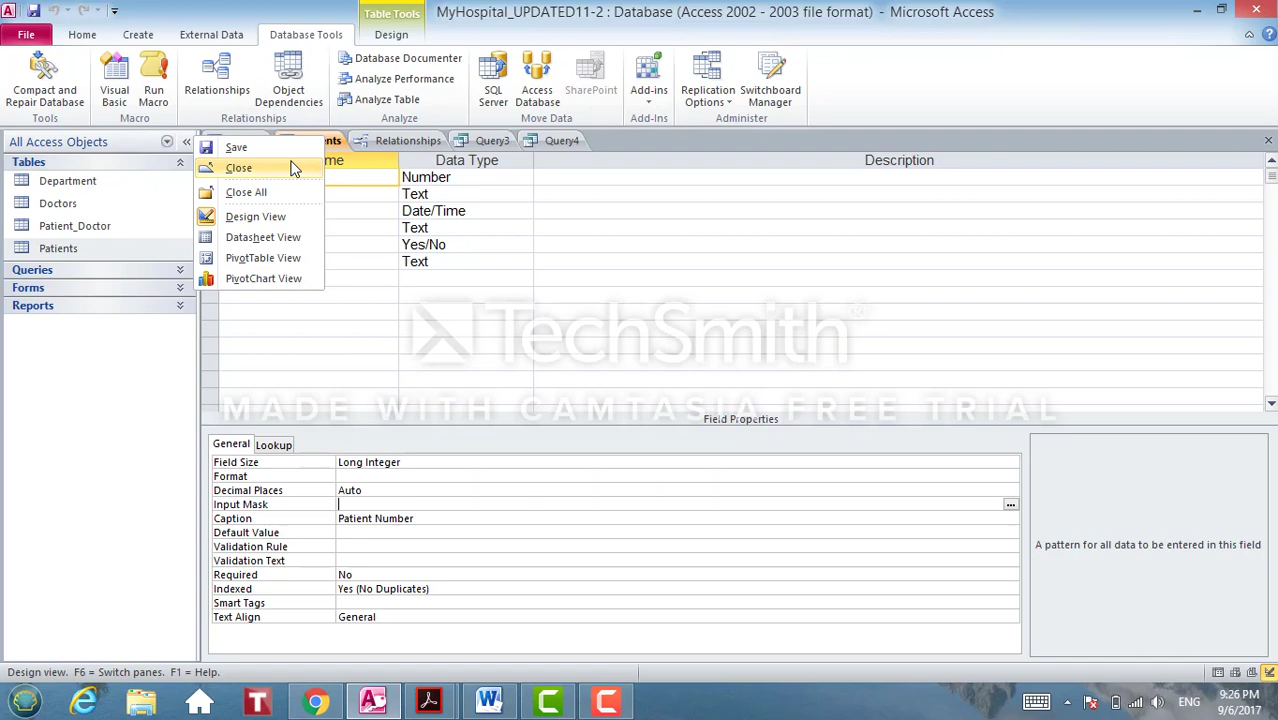 Table Tools
MyHospital_UPDATED11-2 : Database (Access 2002 - 2003 file format) - Microsoft Access
File
Home
Create
External Data
Database Tools
Design
Compact and
Repair Database
Visual
Basic
Run
Macro
Relationships
Object
Dependencies
Database Documenter
Analyze Performance
Analyze Table
SQL
Server
Access
Database
SharePoint
Add-ins
Replication
Options
Switchboard
Manager
Tools
Macro
Relationships
Analyze
Move Data
Add-Ins
Administer
All Access Objects
Relationships
Query3
Query4
Tables
Department
Doctors
Patient_Doctor
Patients
Queries
Forms
Reports
Save
Close
Close All
Design View
Datasheet View
PivotTable View
PivotChart View
Data Type
Description
Number
Text
Date/Time
Text
Yes/No
Text
TechSmith®
MADE WITH CAMTASIA FREE TRIAL
Field Properties
General
Lookup
Field Size Long Integer
Format
Decimal Places Auto
Input Mask
Caption Patient Number
Default Value
Validation Rule
Validation Text
Required No
Indexed Yes (No Duplicates)
Smart Tags
Text Align General
A pattern for all data to be entered in this field
Design view. F6 = Switch panes. F1 = Help.
ENG
9:26 PM
9/6/2017